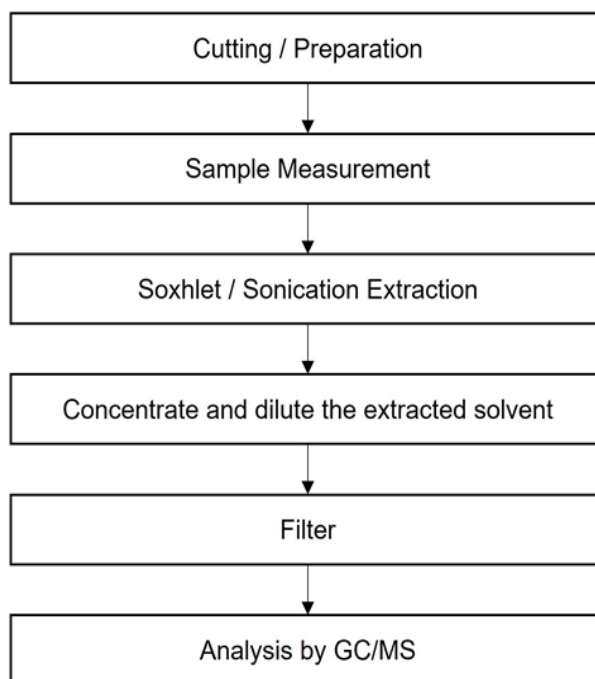 Cutting / Preparation
Sample Measurement
Soxhlet / Sonication Extraction
Concentrate and dilute the extracted solvent
Filter
Analysis by GC/MS